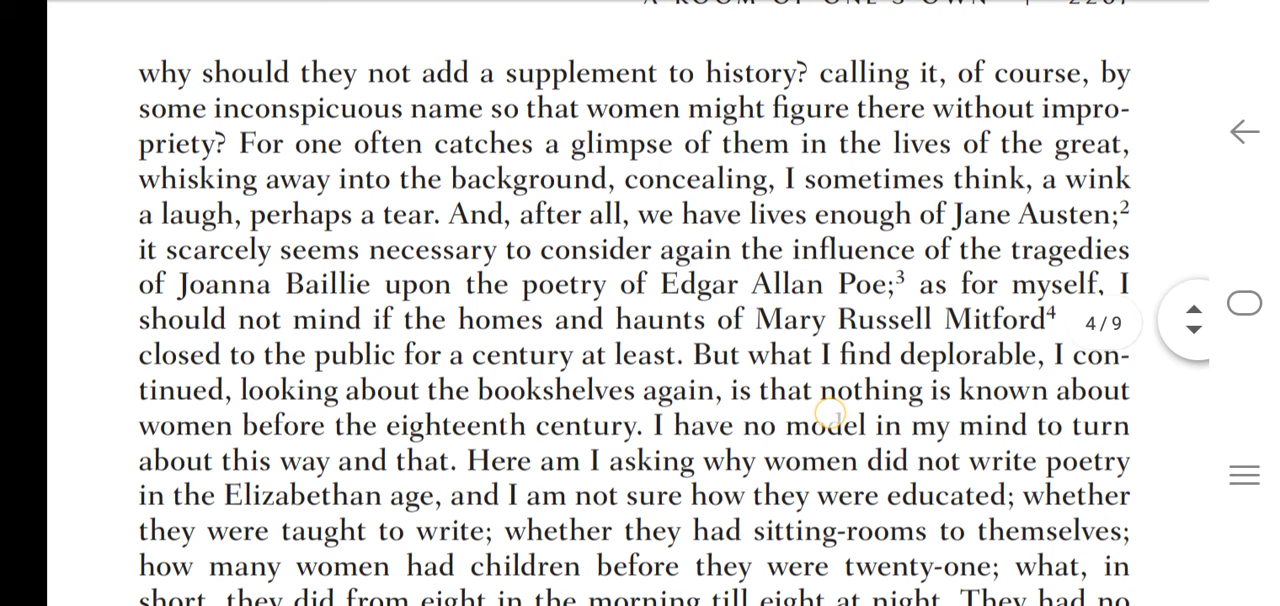 A ROOM OF ONE'S OWN | 2267
why should they not add a supplement to history? calling it, of course, by
some inconspicuous name so that women might figure there without impro-
priety? For one often catches a glimpse of them in the lives of the great,
whisking away into the background, concealing, I sometimes think, a wink
a laugh, perhaps a tear. And, after all, we have lives enough of Jane Austen;²
it scarcely seems necessary to consider again the influence of the tragedies
of Joanna Baillie upon the poetry of Edgar Allan Poe;³ as for myself, I
should not mind if the homes and haunts of Mary Russell Mitford⁴
4/9
closed to the public for a century at least. But what I find deplorable, I con-
tinued, looking about the bookshelves again, is that nothing is known about
women before the eighteenth century. I have no model in my mind to turn
about this way and that. Here am I asking why women did not write poetry
in the Elizabethan age, and I am not sure how they were educated; whether
they were taught to write; whether they had sitting-rooms to themselves;
how many women had children before they were twenty-one; what, in
short, they did from eight in the morning till eight at night. They had no